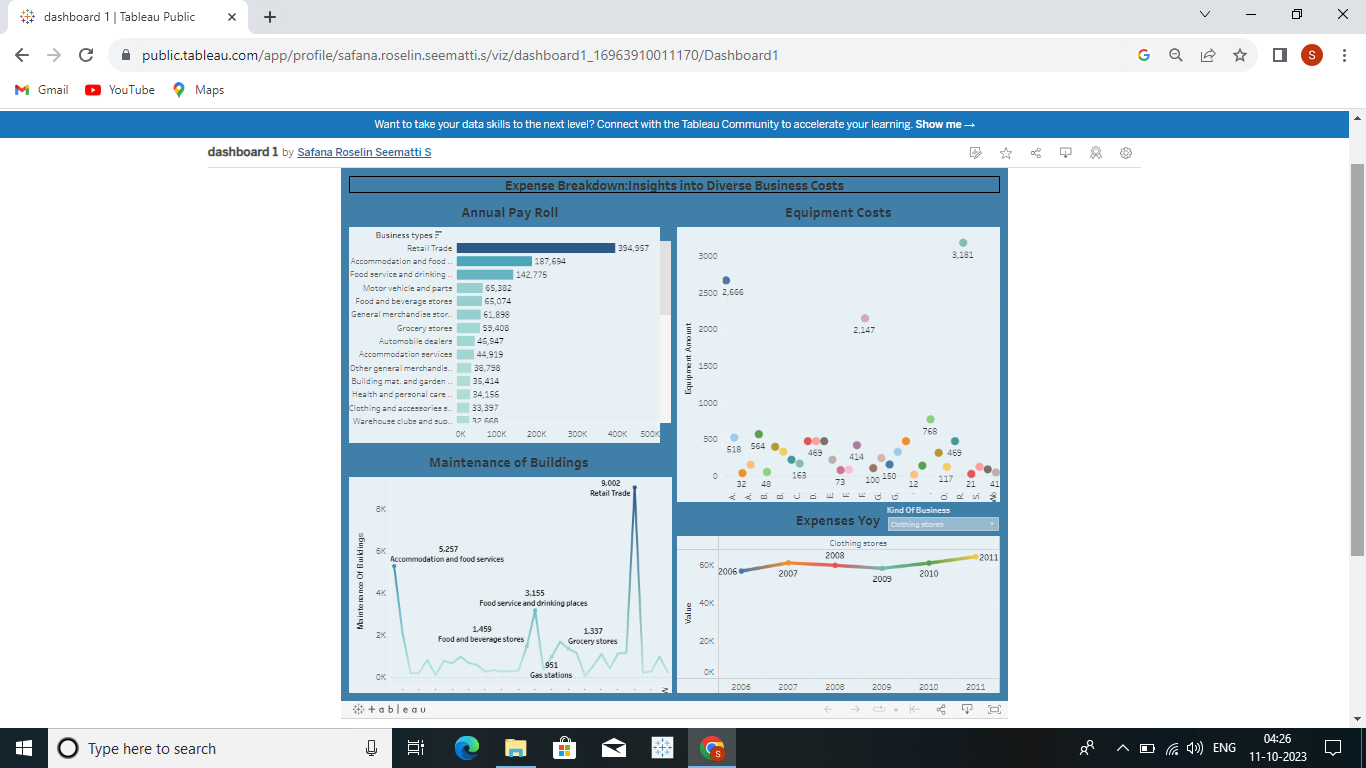 dashboard 1 | Tableau Public
public.tableau.com/app/profile/safana.roselin.seematti.s/viz/dashboard1_16963910011170/Dashboard1
S
Gmail YouTube Maps
Want to take your data skills to the next level? Connect with the Tableau Community to accelerate your learning. Show me →
dashboard 1 by Safana Roselin Seematti S
Expense Breakdown:Insights into Diverse Business Costs
Annual Pay Roll
Business types
Retail Trade 394,957
Accommodation and food .. 187,694
Food service and drinking .. 142,775
Motor vehicle and parts 65,382
Food and beverage stores 65,074
General merchandise stor.. 61,898
Grocery stores 59,408
Automobile dealers 46,947
Accommodation services 44,919
Other general merchandis.. 38,798
Building mat. and garden .. 35,414
Health and personal care .. 34,156
Clothing and accessories s.. 33,397
Warehouse clubs and sup.. 32,668
0K 100K 200K 300K 400K 500K
Equipment Costs
Equipment Amount
3000
2500
2000
1500
1000
500
0
3,181
2,666
2,147
768
518 564 469 414 469
163
32 48 73 100 150 12 117 21 41
A. A. B. B. C. D. E. F. F. G. G. . . O. R. S.
Maintenance of Buildings
Maintenance Of Buildings
8K
6K
4K
2K
0K
9,002
Retail Trade
5,257
Accommodation and food services
3,155
Food service and drinking places
1,459
Food and beverage stores
1,337
Grocery stores
951
Gas stations
Expenses Yoy
Kind Of Business
Clothing stores
Clothing stores
Value
60K
40K
20K
0K
2006 2007 2008 2009 2010 2011
2006 2007 2008 2009 2010 2011
+ableau
Type here to search
S
ENG
04:26
11-10-2023